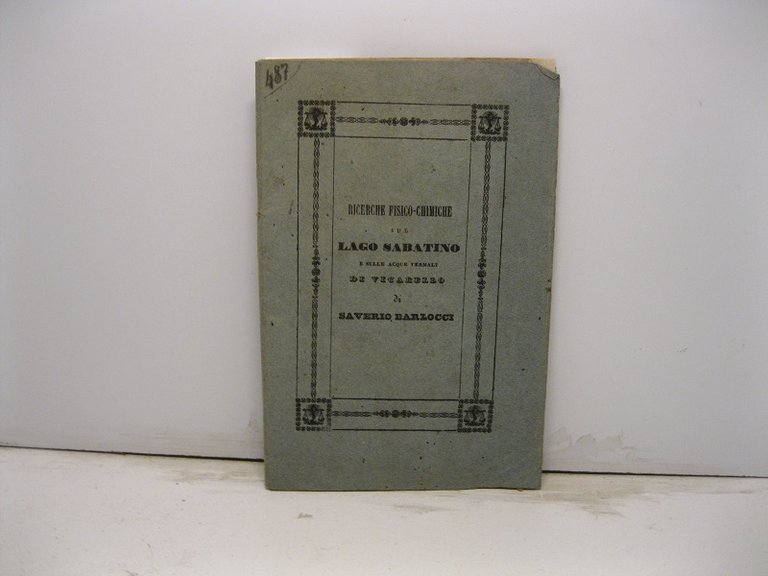 487
RICERCHE FISICO-CHIMICHE
SUL
LAGO SABATINO
E SULLE ACQUE TERMALI
DI VICARELLO
di
SAVERIO BARLOCCI